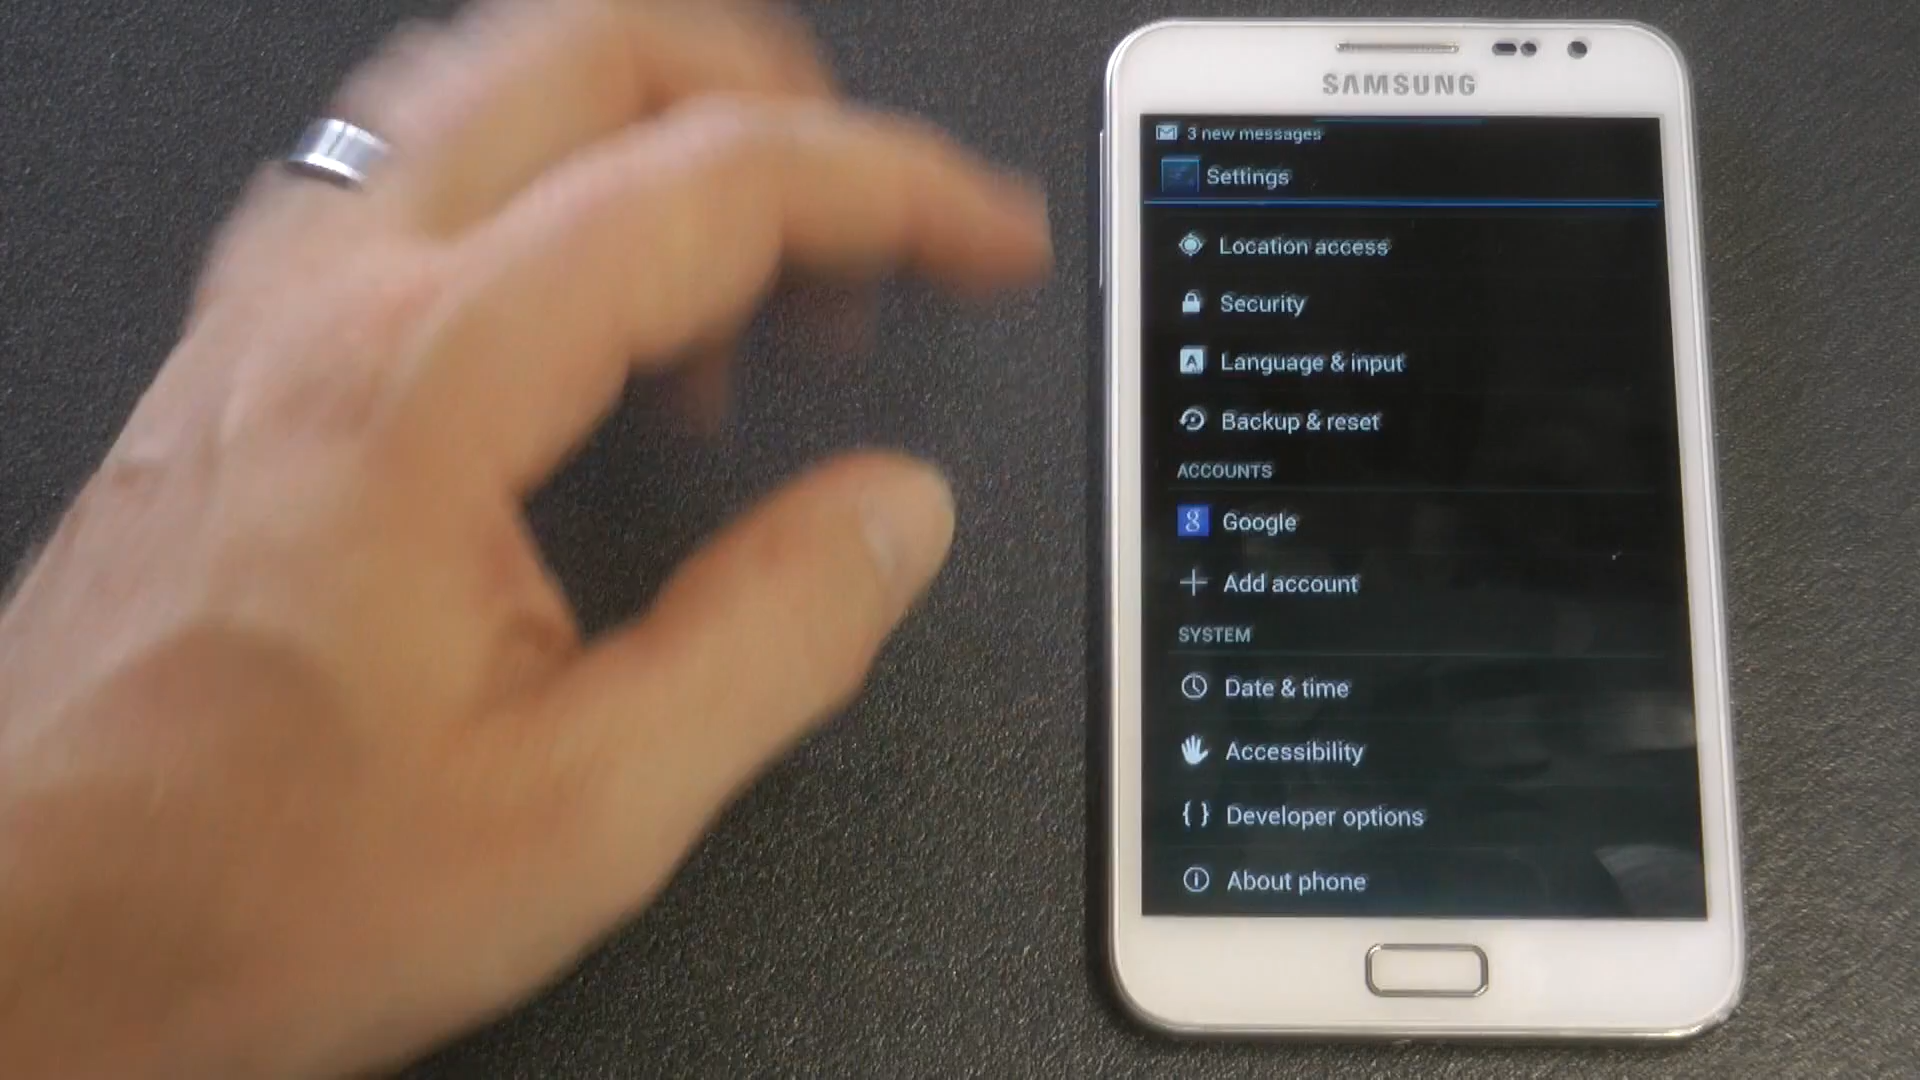 SAMSUNG
3 new messages
Settings
Location access
Security
Language & input
Backup & reset
ACCOUNTS
Google
Add account
SYSTEM
Date & time
Accessibility
Developer options
About phone